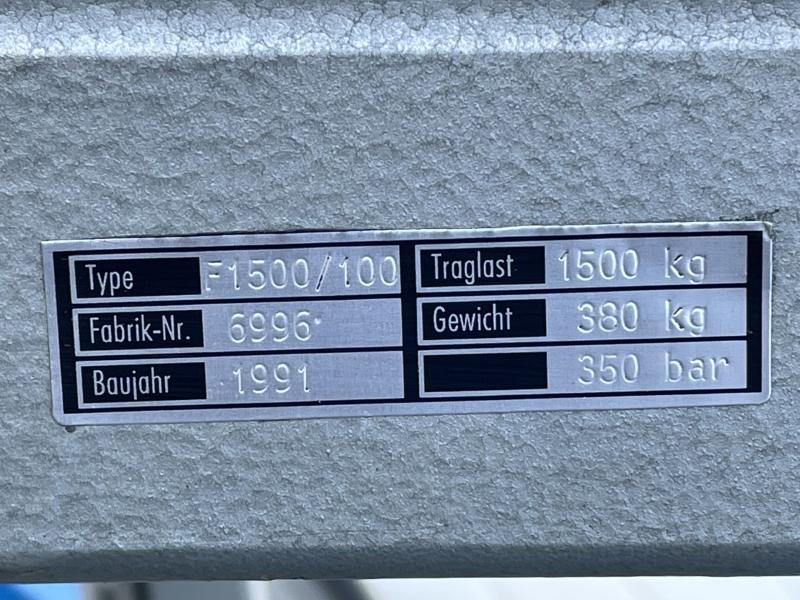 Type F1500/100
Fabrik-Nr. 6996
Baujahr 1991
Traglast 1500 kg
Gewicht 380 kg
350 bar